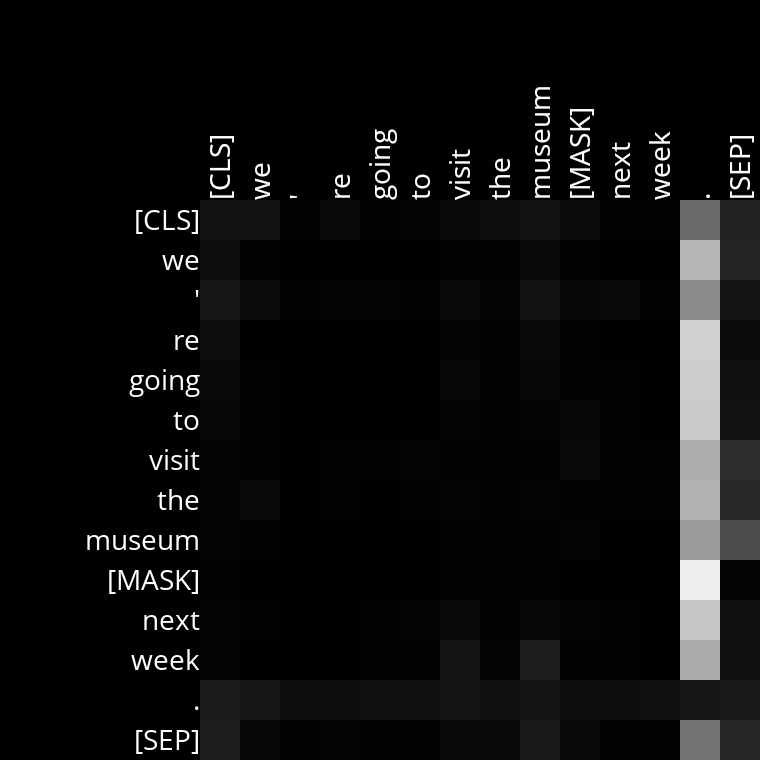 [CLS] we ' re going to visit the museum [MASK] next week . [SEP]
[CLS]
we
'
re
going
to
visit
the
museum
[MASK]
next
week
.
[SEP]